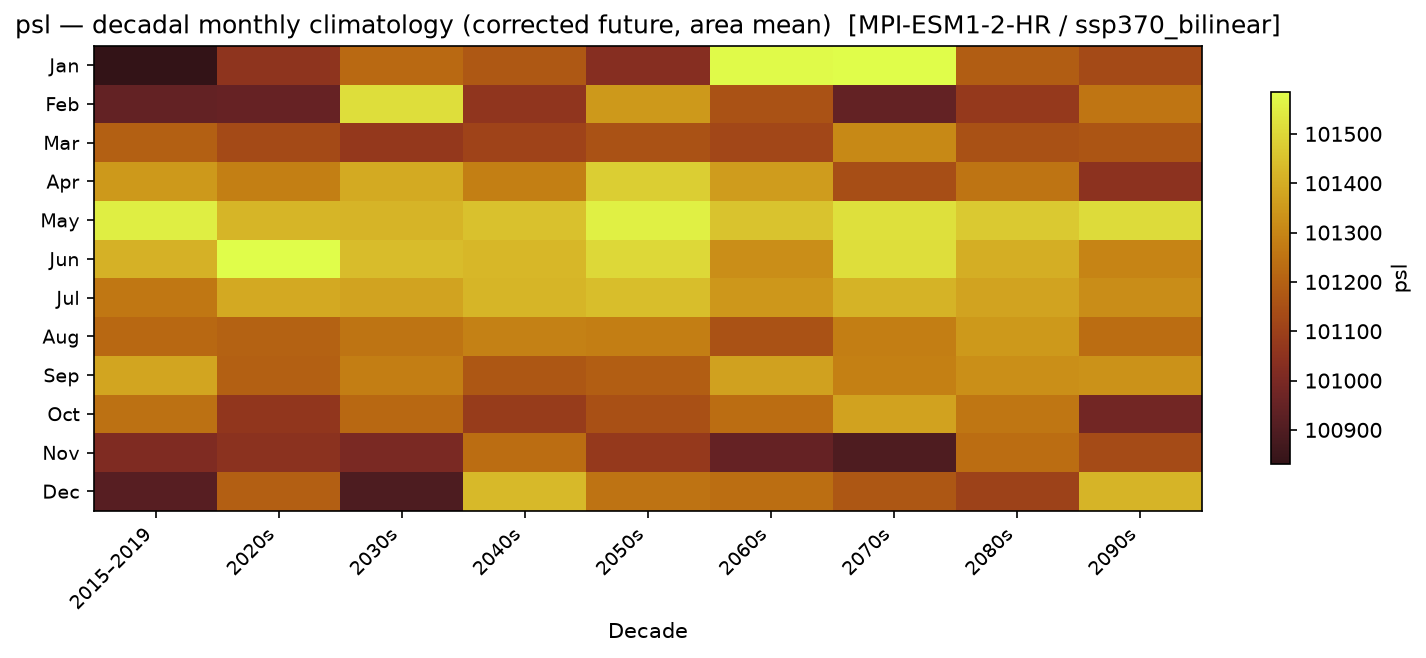 psl — decadal monthly climatology (corrected future, area mean)  [MPI-ESM1-2-HR / ssp370_bilinear]
Jan
Feb
Mar
Apr
May
Jun
Jul
Aug
Sep
Oct
Nov
Dec
2015–2019
2020s
2030s
2040s
2050s
2060s
2070s
2080s
2090s
Decade
101500
101400
101300
101200
101100
101000
100900
psl